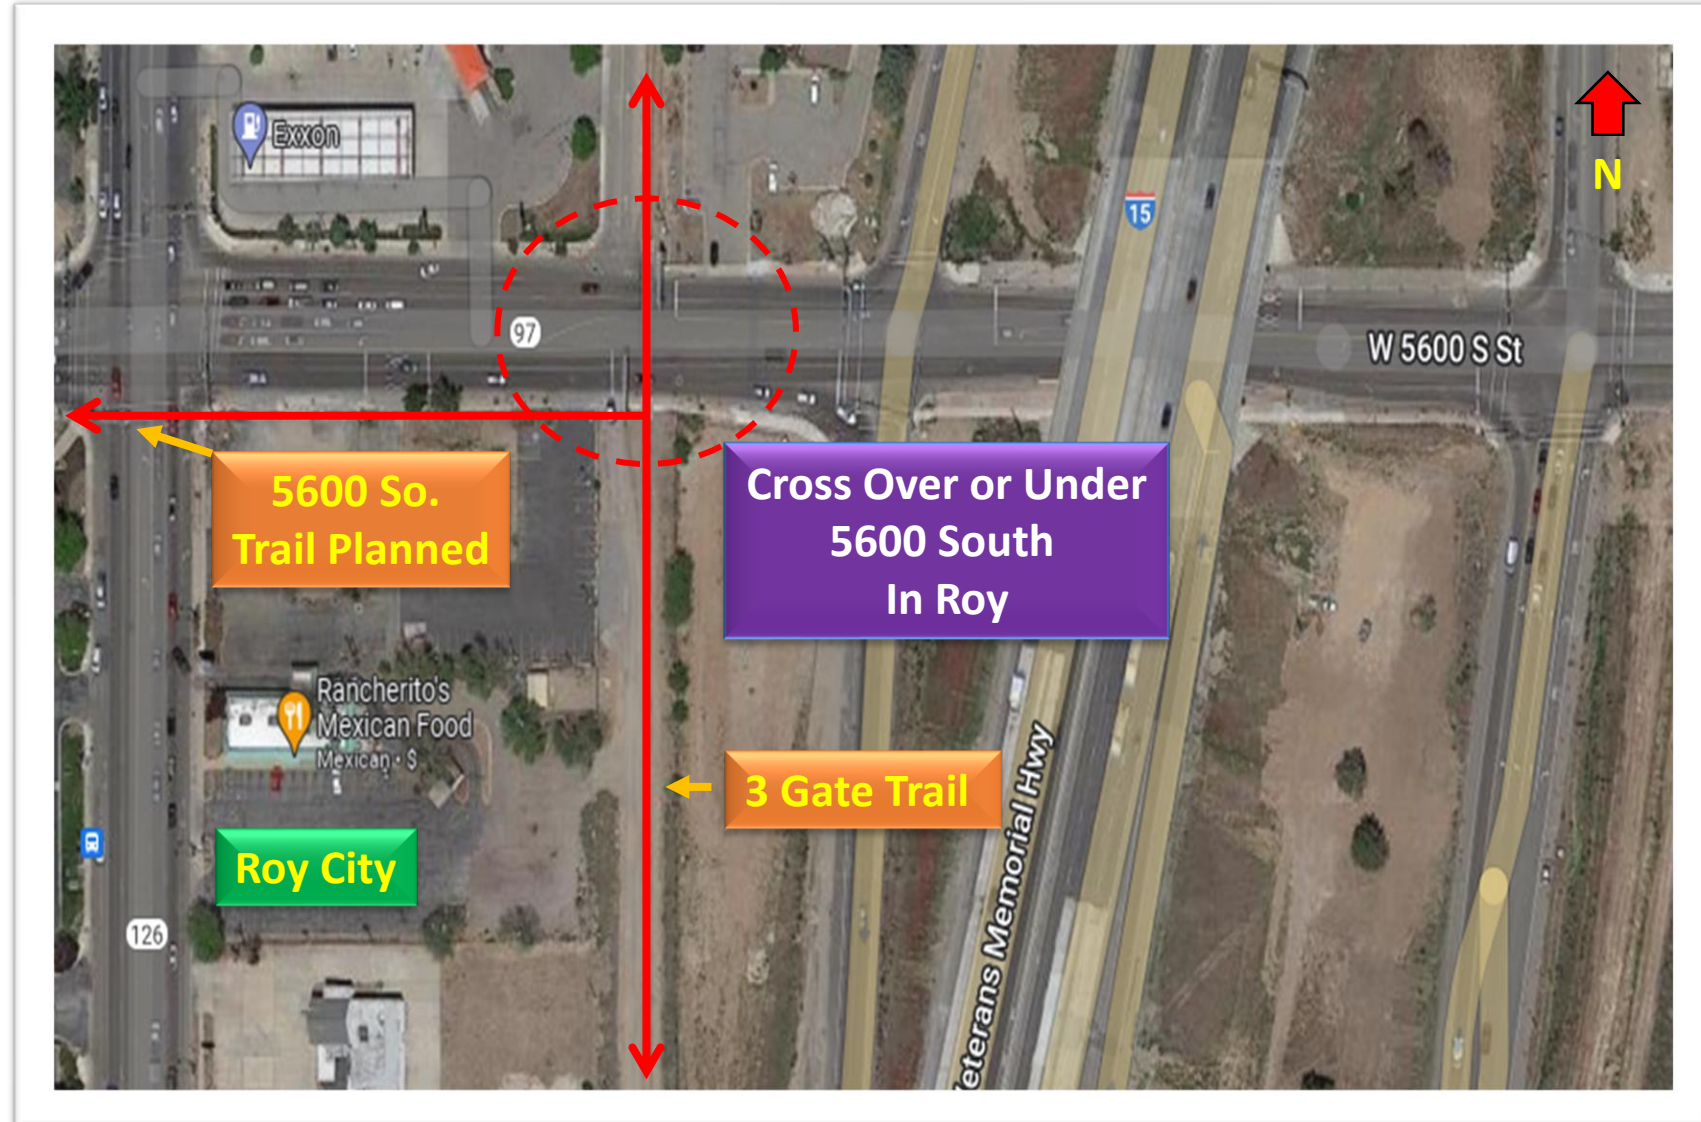 Exxon
15
N
97
W 5600 S St
5600 So.
Trail Planned
Cross Over or Under
5600 South
In Roy
Rancherito's
Mexican Food
Mexican · $
3 Gate Trail
Roy City
126
eterans Memorial Hwy